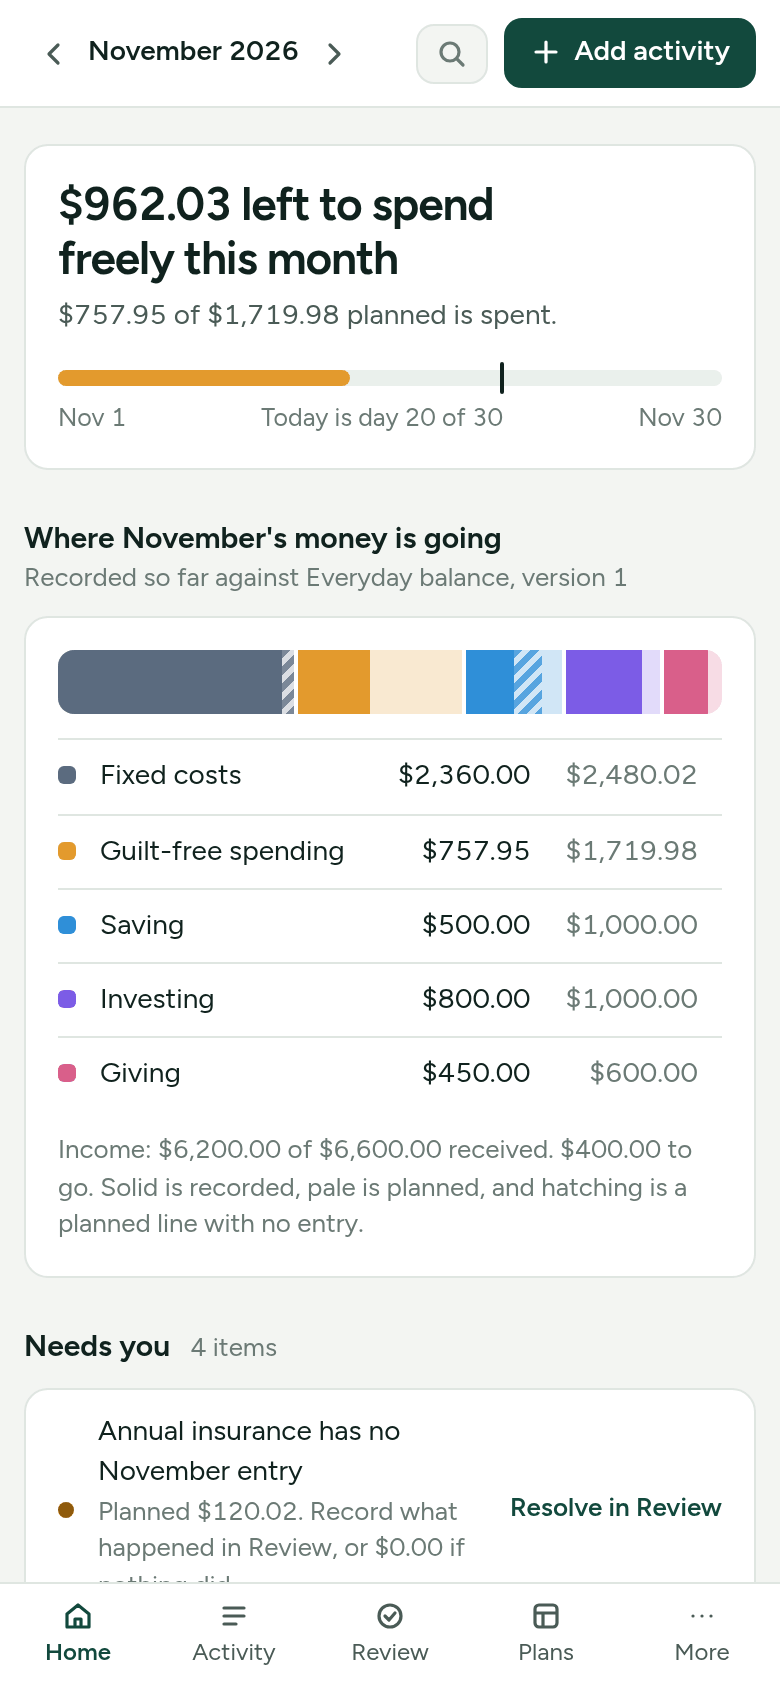 November 2026
Add activity
$962.03 left to spend
freely this month
$757.95 of $1,719.98 planned is spent.
Nov 1
Today is day 20 of 30
Nov 30
Where November's money is going
Recorded so far against Everyday balance, version 1
Fixed costs $2,360.00 $2,480.02
Guilt-free spending $757.95 $1,719.98
Saving $500.00 $1,000.00
Investing $800.00 $1,000.00
Giving $450.00 $600.00
Income: $6,200.00 of $6,600.00 received. $400.00 to
go. Solid is recorded, pale is planned, and hatching is a
planned line with no entry.
Needs you 4 items
Annual insurance has no
November entry
Planned $120.02. Record what
happened in Review, or $0.00 if
nothing did.
Resolve in Review
Home
Activity
Review
Plans
More